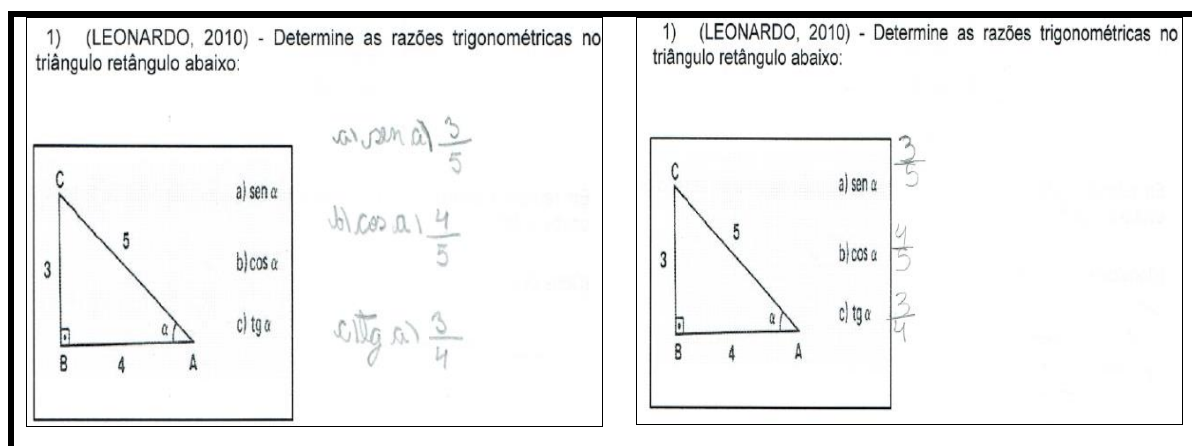 1) (LEONARDO, 2010) - Determine as razões trigonométricas no
triângulo retângulo abaixo:
C
5
3
α
B
4
A
a) sen α
b) cos α
c) tg α
a) sen a) 3/5
b) cos a) 4/5
c) tg a) 3/4
1) (LEONARDO, 2010) - Determine as razões trigonométricas no
triângulo retângulo abaixo:
C
5
3
α
B
4
A
a) sen α 3/5
b) cos α 4/5
c) tg α 3/4